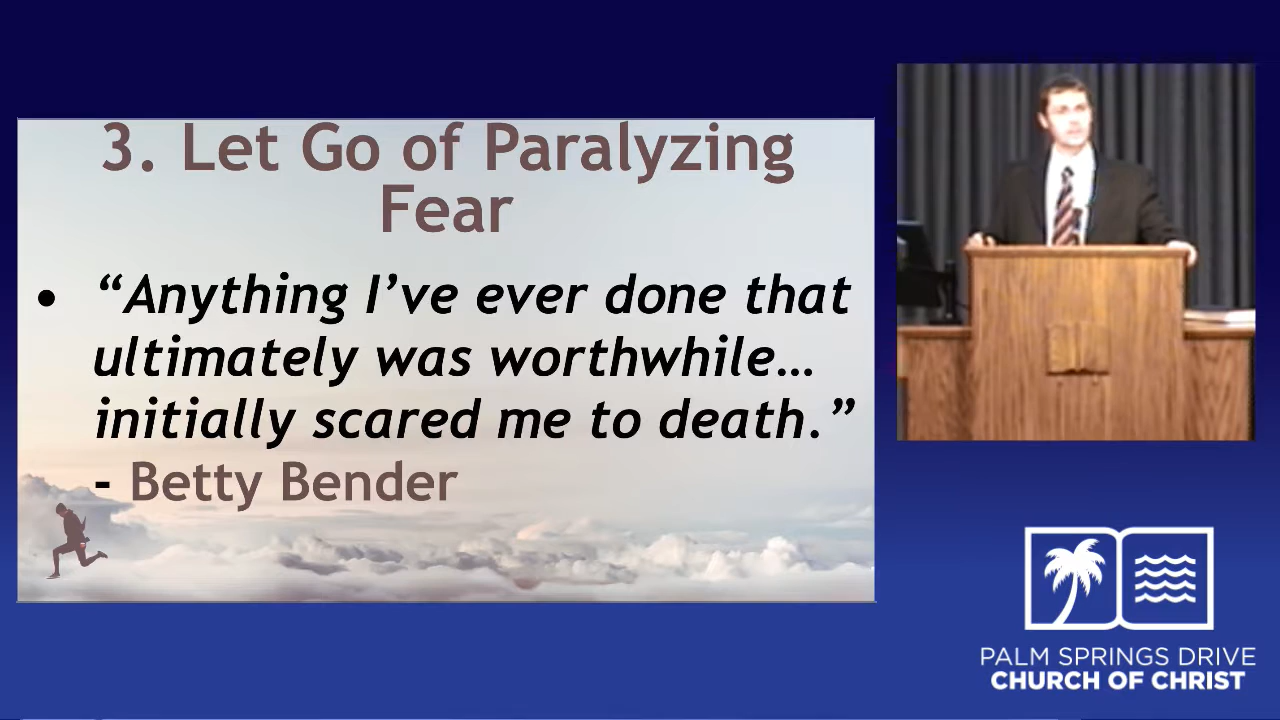 3. Let Go of Paralyzing
Fear
• “Anything I’ve ever done that
ultimately was worthwhile…
initially scared me to death.”
- Betty Bender
PALM SPRINGS DRIVE
CHURCH OF CHRIST